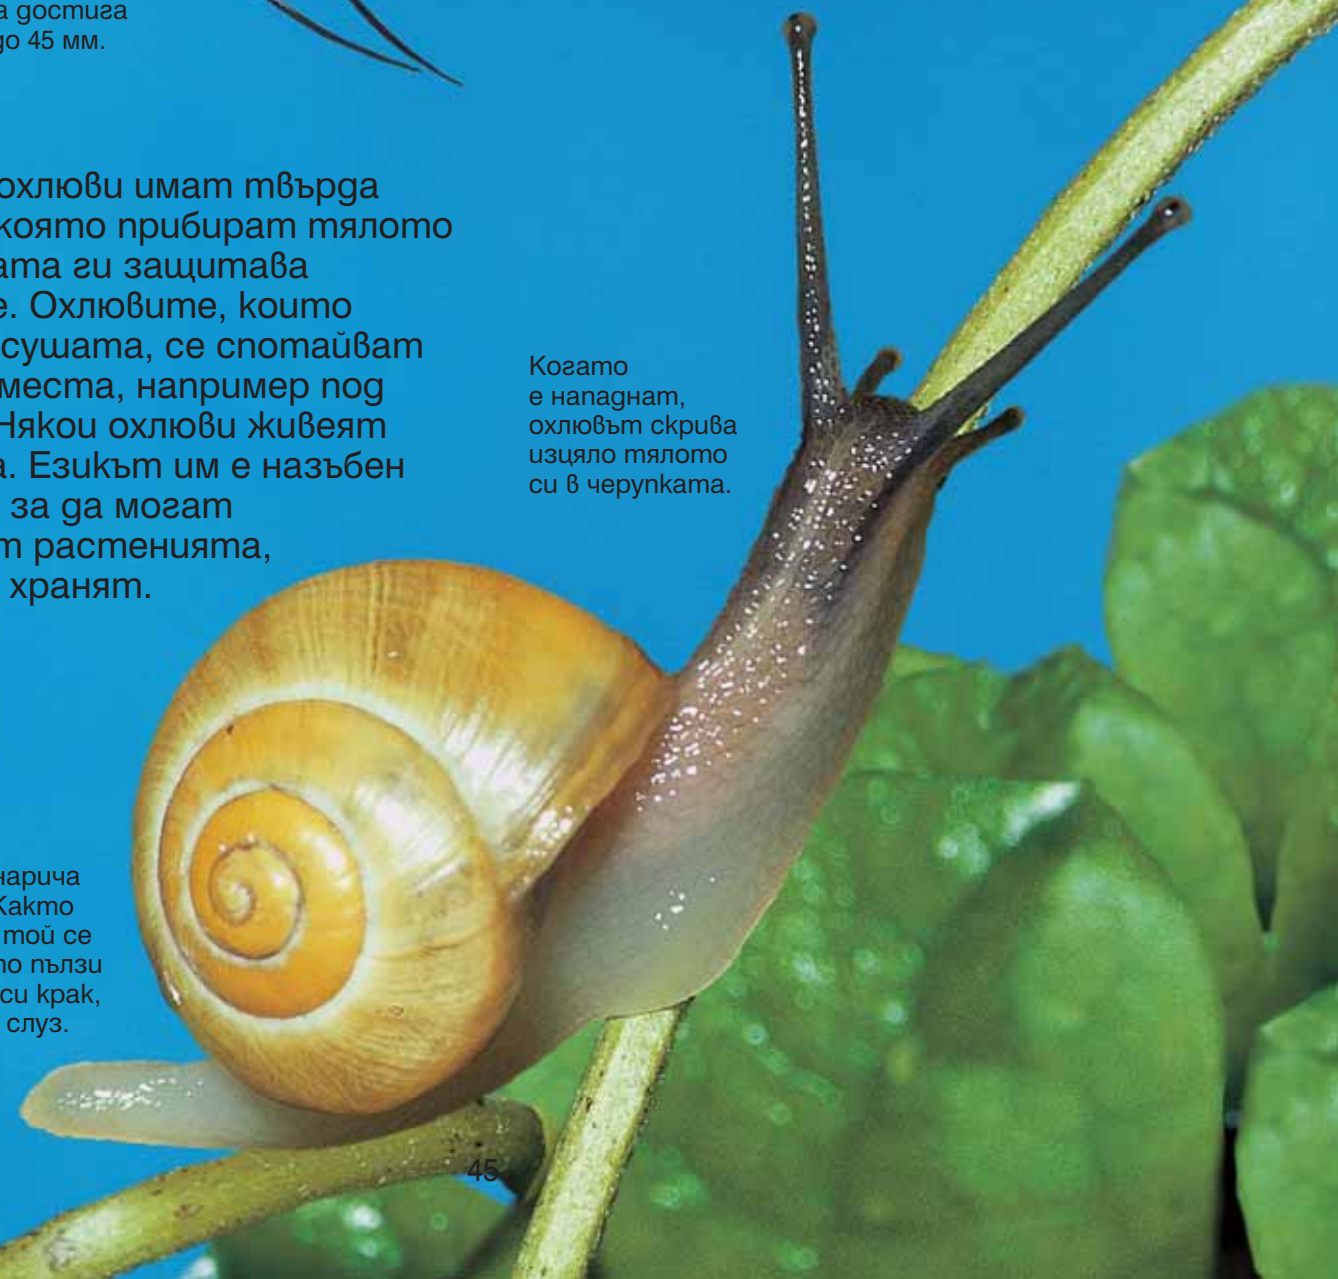 достига
до 45 мм.
охлюви имат твърда
която прибират тялото
ги защитава
Охлювите, които
сушата, се спотайват
места, например под
Някои охлюви живеят
Езикът им е назъбен
за да могат
растенията,
хранят.
Когато
е нападнат,
охлювът скрива
изцяло тялото
си в черупката.
нарича
Както
той се
пълзи
си крак,
слуз.
45